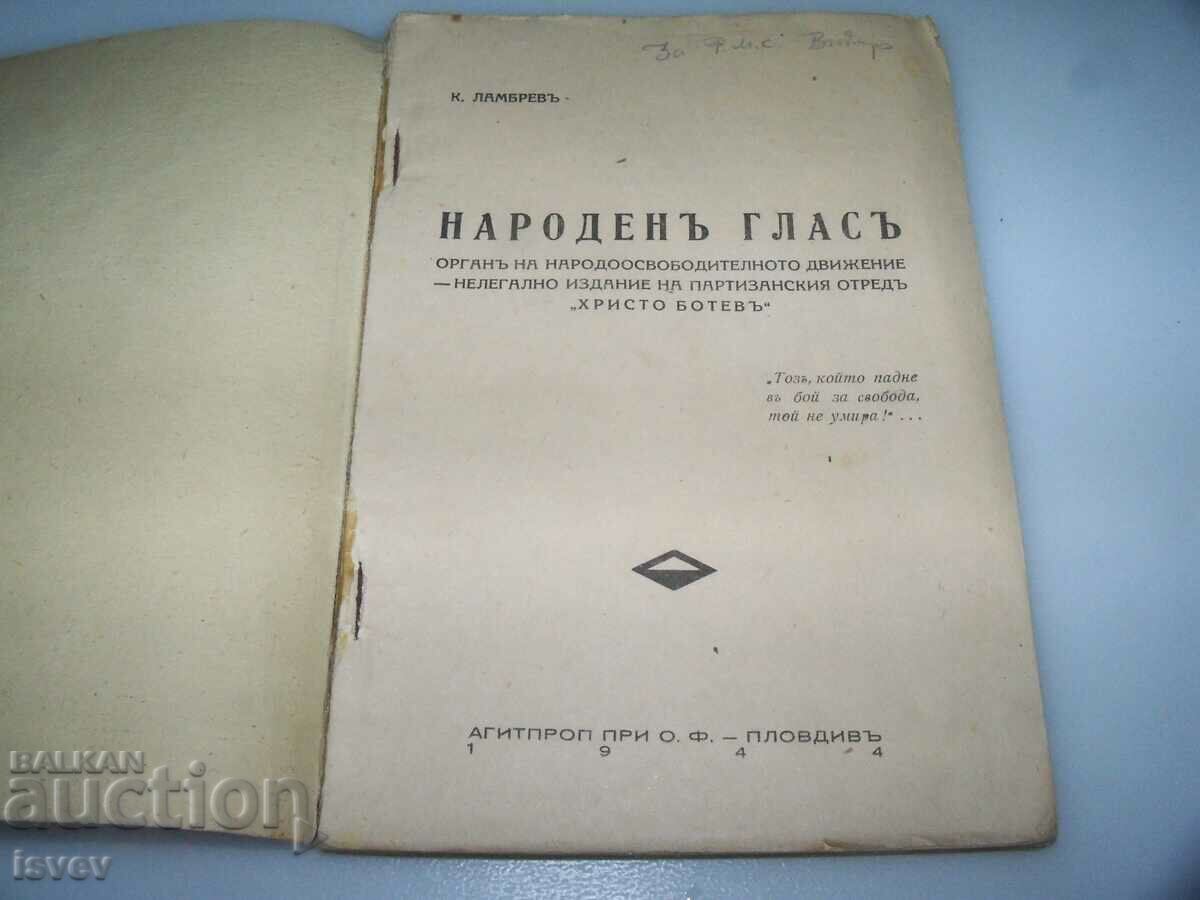 За Р.М.С.
К. ЛАМБРЕВЪ
НАРОДЕНЪ ГЛАСЪ
ОРГАНЪ НА НАРОДООСВОБОДИТЕЛНОТО ДВИЖЕНИЕ
— НЕЛЕГАЛНО ИЗДАНИЕ НА ПАРТИЗАНСКИЯ ОТРЕДЪ
„ХРИСТО БОТЕВЪ“
„Тозъ, който падне
въ бой за свобода,
той не умира!“ ...
АГИТПРОП ПРИ О. Ф. — ПЛОВДИВЪ
1 9 4 4
BALKAN
auction
isvev